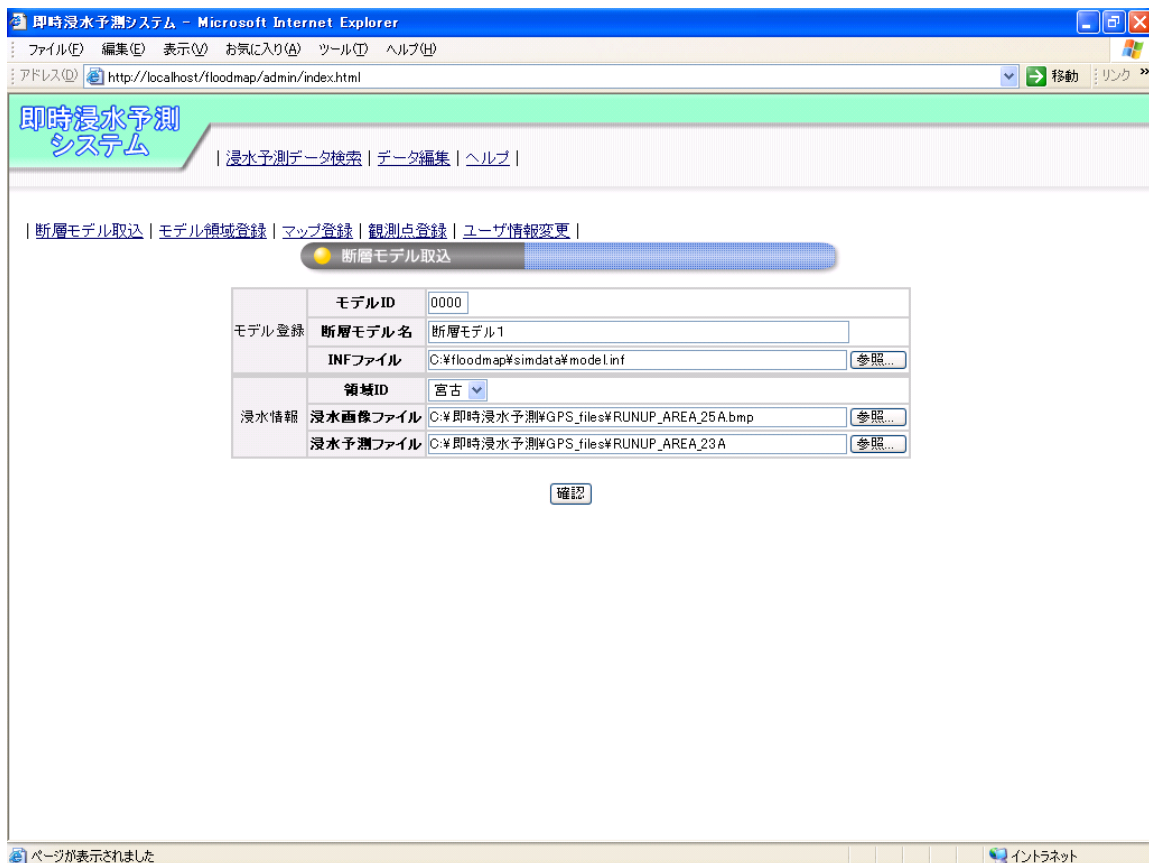 即時浸水予測システム - Microsoft Internet Explorer
ファイル(F) 編集(E) 表示(V) お気に入り(A) ツール(T) ヘルプ(H)
アドレス(D) http://localhost/floodmap/admin/index.html 移動 リンク »
即時浸水予測
システム
| 浸水予測データ検索 | データ編集 | ヘルプ |
| 断層モデル取込 | モデル領域登録 | マップ登録 | 観測点登録 | ユーザ情報変更 |
断層モデル取込
モデル登録
モデルID 0000
断層モデル名 断層モデル1
INFファイル C:¥floodmap¥simdata¥model.inf 参照...
浸水情報
領域ID 宮古
浸水画像ファイル C:¥即時浸水予測¥GPS_files¥RUNUP_AREA_25A.bmp 参照...
浸水予測ファイル C:¥即時浸水予測¥GPS_files¥RUNUP_AREA_23A 参照...
確認
ページが表示されました イントラネット